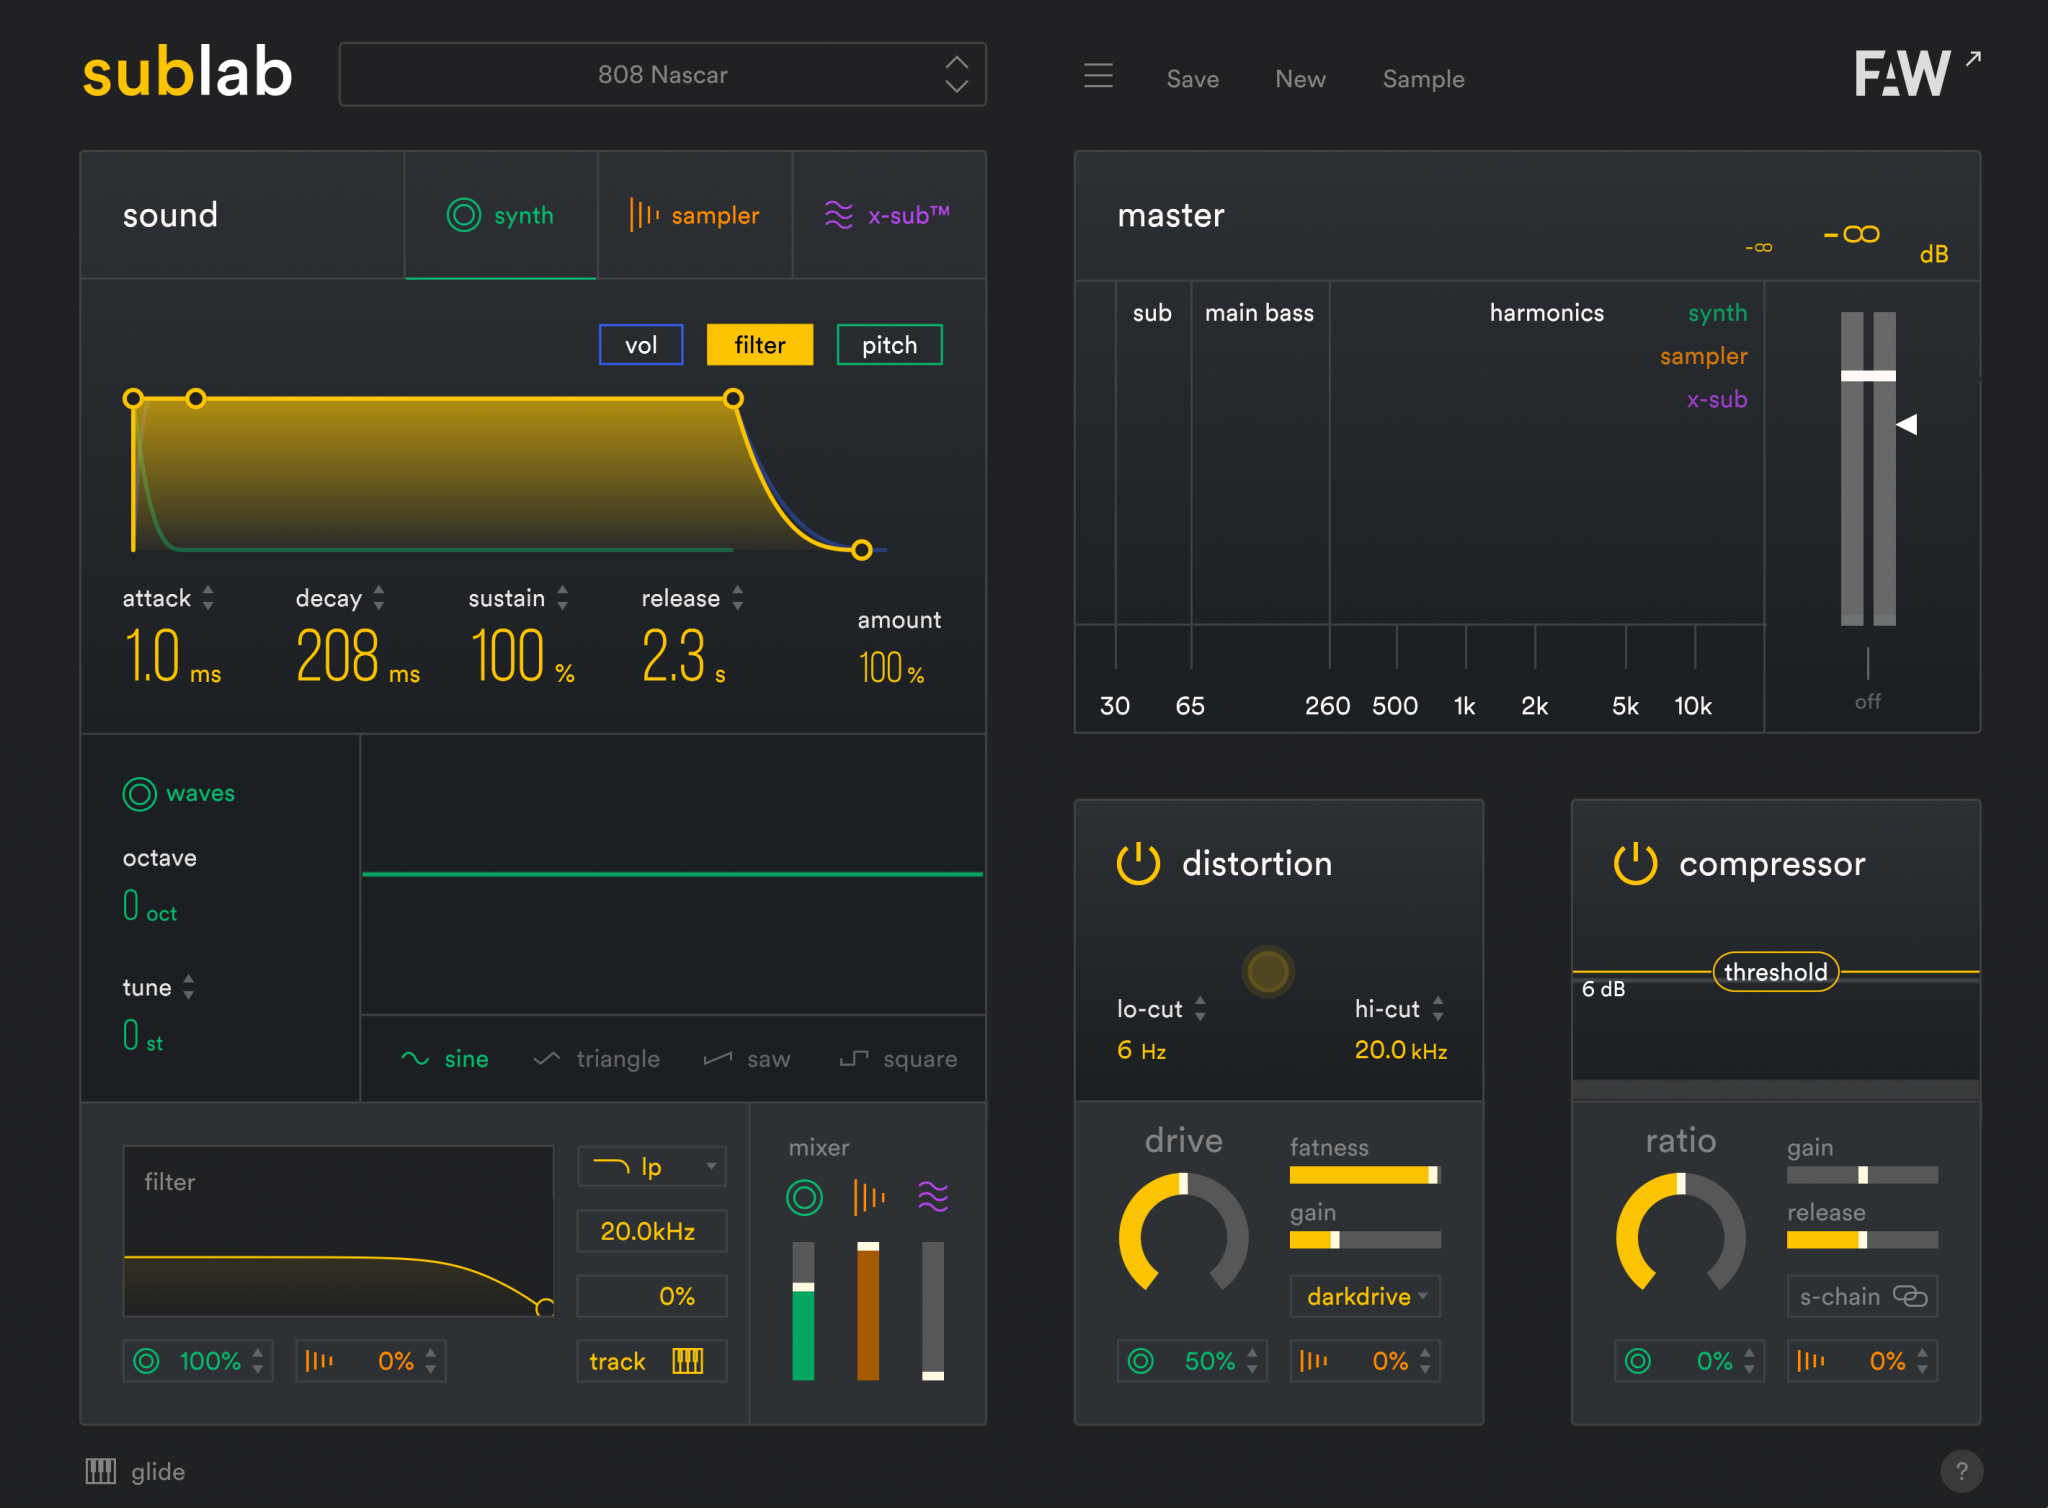 sublab
808 Nascar
Save New Sample
FAW
sound
synth
sampler
x-sub™
vol filter pitch
attack decay sustain release
1.0 ms 208 ms 100 % 2.3 s
amount
100 %
waves
octave
0 oct
tune
0 st
sine triangle saw square
filter
lp
20.0kHz
0%
track
100% 0%
mixer
glide
master
-∞ -∞ dB
sub main bass harmonics synth
sampler
x-sub
30 65 260 500 1k 2k 5k 10k
off
distortion
lo-cut hi-cut
6 Hz 20.0 kHz
drive
fatness
gain
darkdrive
50% 0%
compressor
threshold
6 dB
ratio
gain
release
s-chain
0% 0%
?